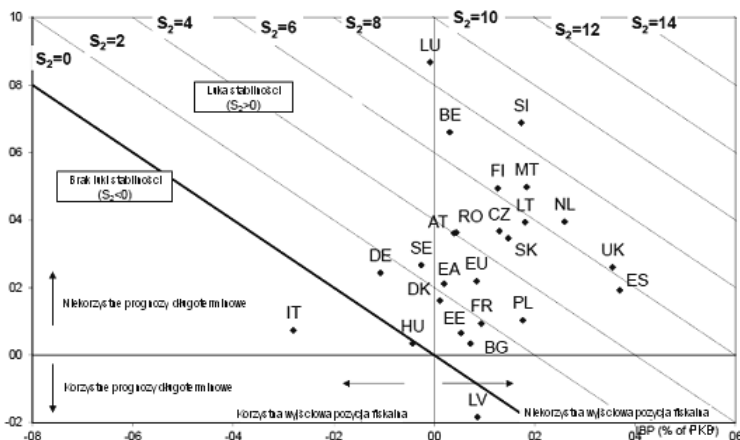 10
S₂=0
S₂=2
S₂=4
S₂=6
S₂=8
S₂=10
S₂=12
S₂=14
LU
08
Luka stabilności
(S₂>0)
SI
BE
06
Brak luki stabilności
(S₂<0)
FI
MT
04
AT
RO
CZ
LT
NL
SK
DE
SE
EA
EU
UK
ES
02
DK
Niekorzystne prognozy długoterminowe
IT
HU
EE
FR
PL
BG
00
Korzystne prognozy długoterminowe
Korzystna wyjściowa pozycja fiskalna
LV
Niekorzystna wyjściowa pozycja fiskalna
IBP (% of PKB)
-02
-08
-06
-04
-02
00
02
04
06